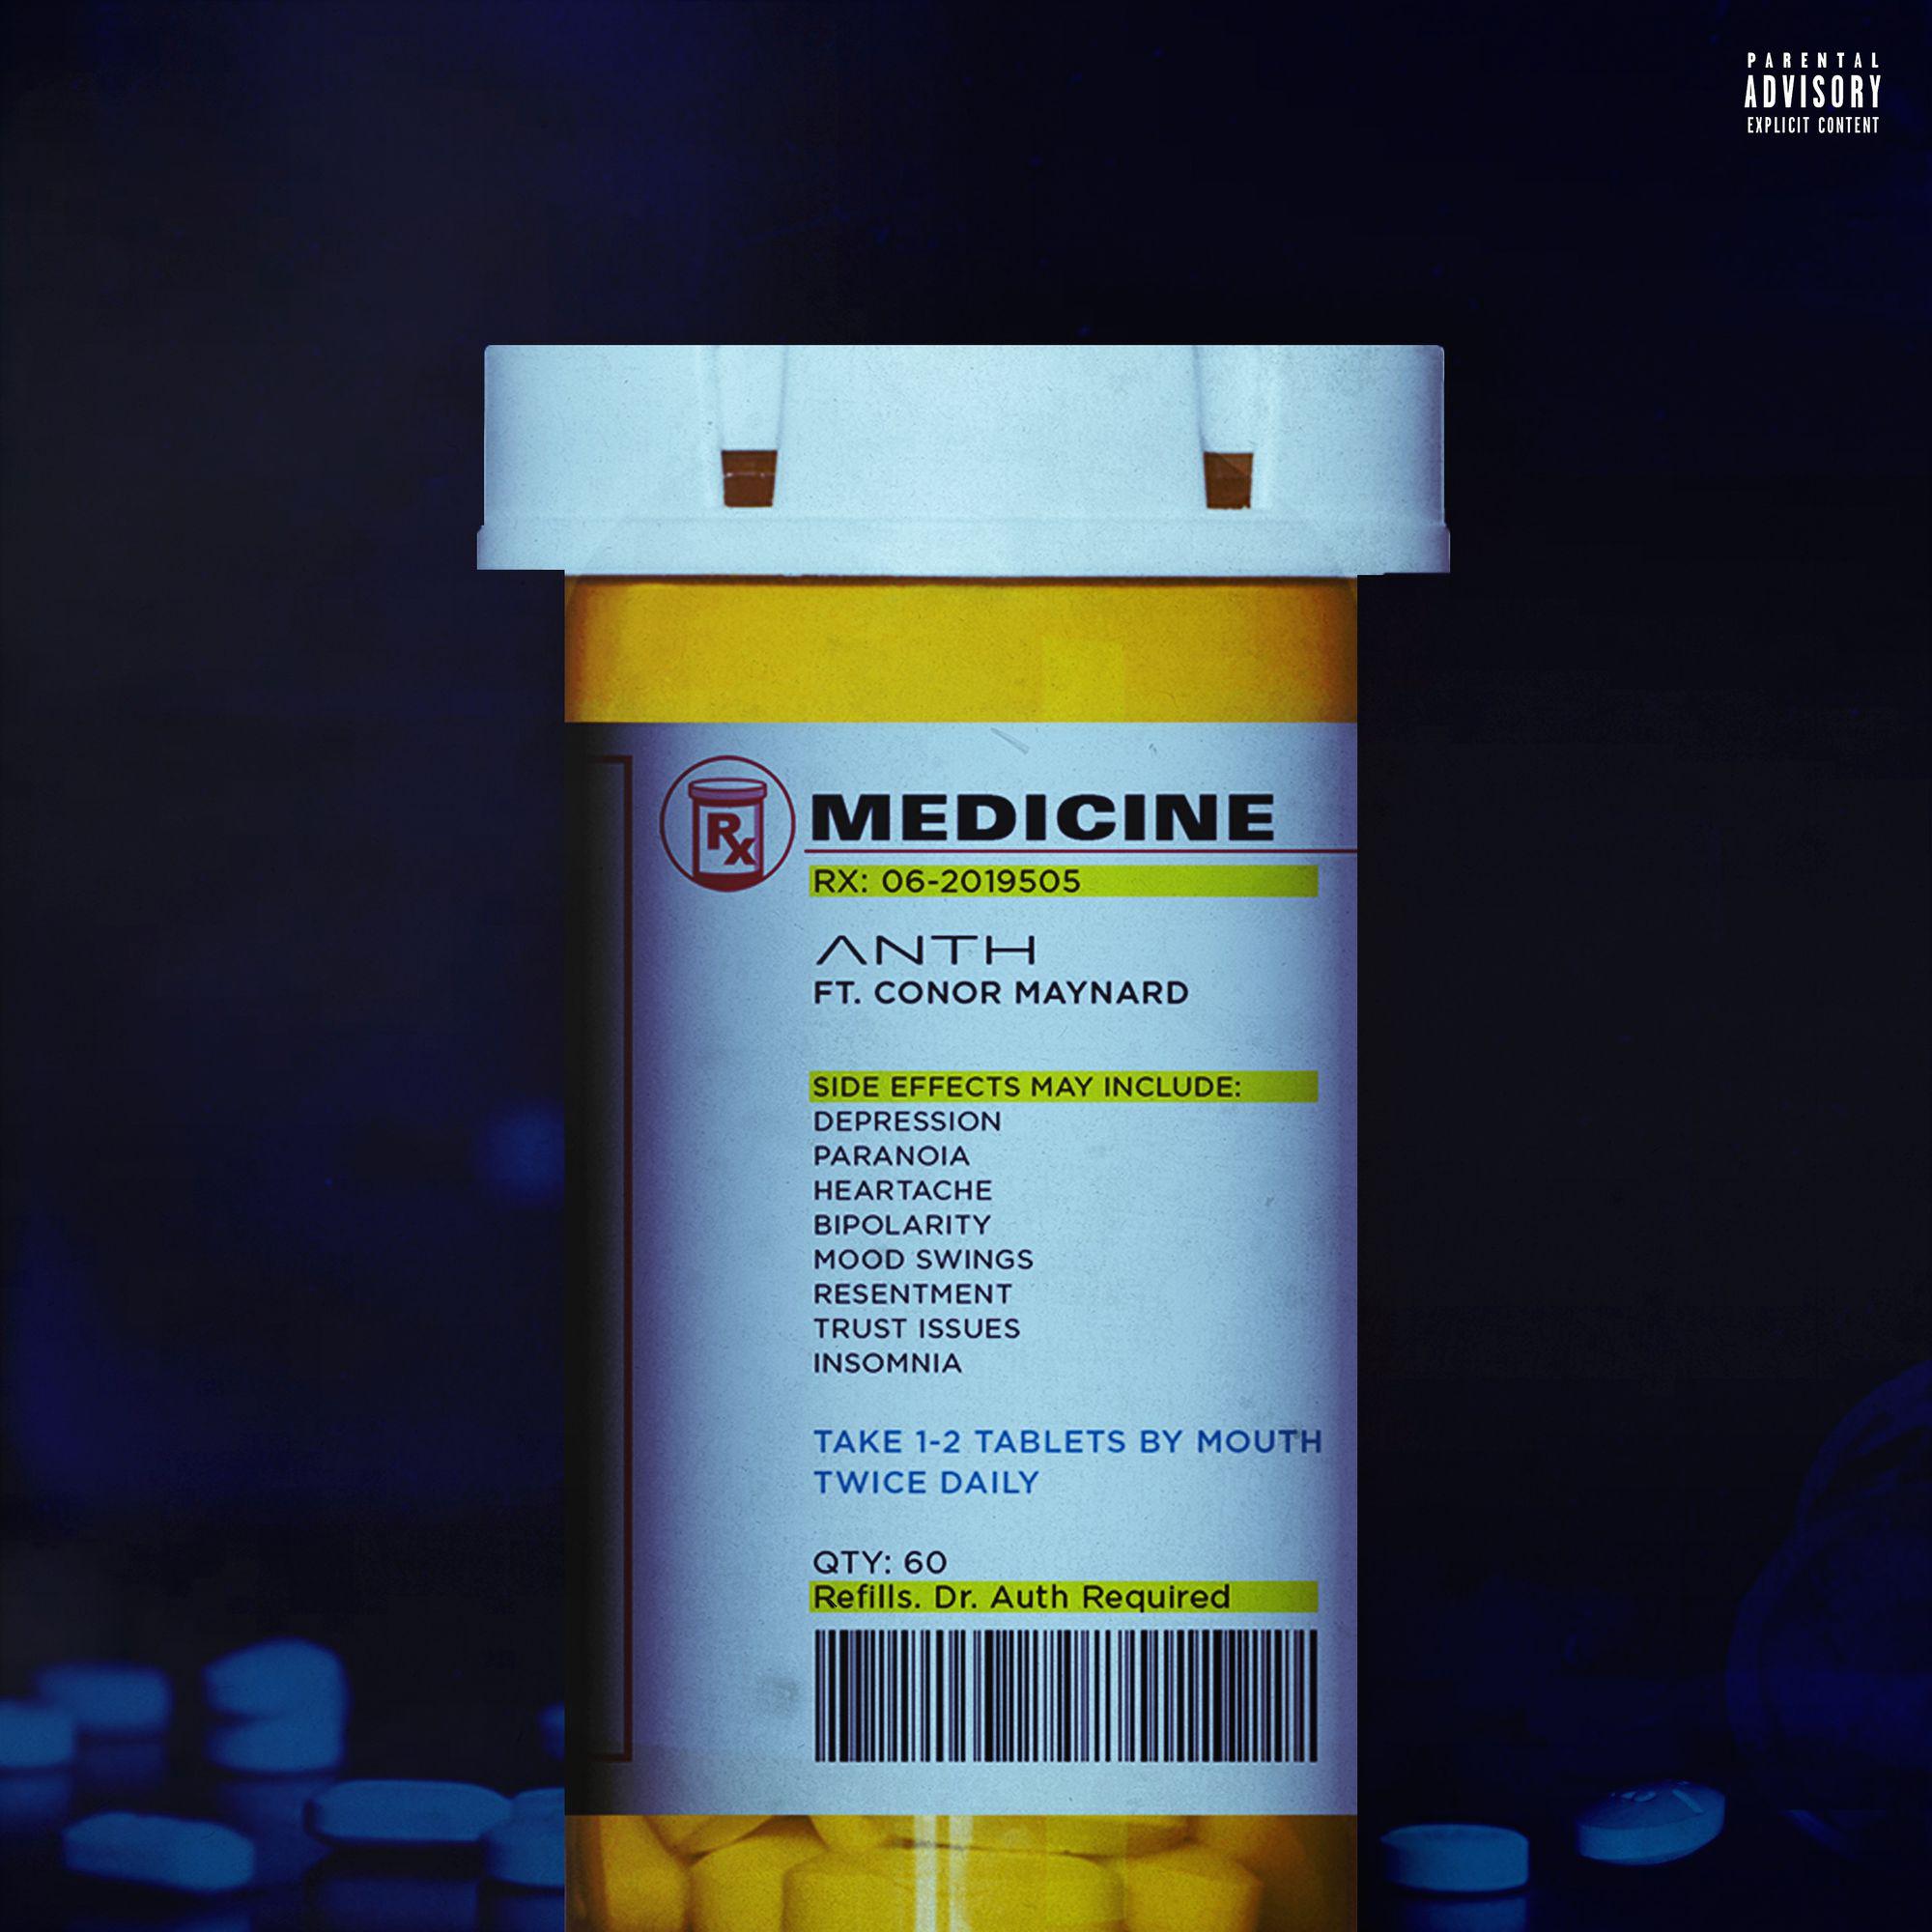 PARENTAL
ADVISORY
EXPLICIT CONTENT
Rx
MEDICINE
RX: 06-2019505
ΛNTH
FT. CONOR MAYNARD
SIDE EFFECTS MAY INCLUDE:
DEPRESSION
PARANOIA
HEARTACHE
BIPOLARITY
MOOD SWINGS
RESENTMENT
TRUST ISSUES
INSOMNIA
TAKE 1-2 TABLETS BY MOUTH
TWICE DAILY
QTY: 60
Refills. Dr. Auth Required